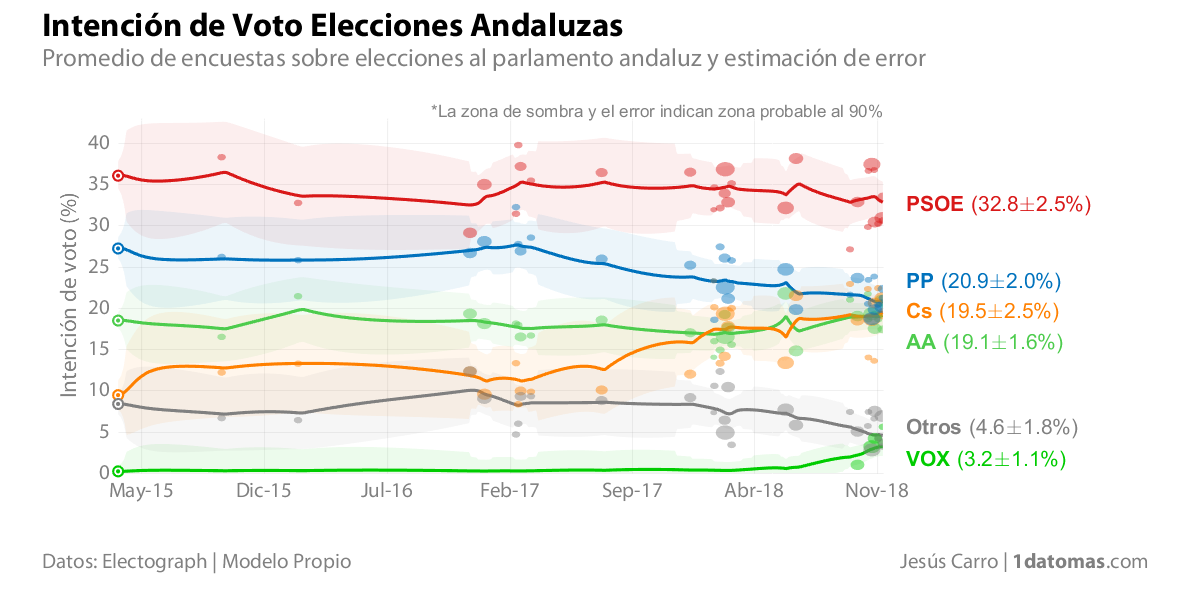 Intención de Voto Elecciones Andaluzas
Promedio de encuestas sobre elecciones al parlamento andaluz y estimación de error
*La zona de sombra y el error indican zona probable al 90%
Intención de voto (%)
40
35
30
25
20
15
10
5
0
May-15 Dic-15 Jul-16 Feb-17 Sep-17 Abr-18 Nov-18
PSOE (32.8±2.5%)
PP (20.9±2.0%)
Cs (19.5±2.5%)
AA (19.1±1.6%)
Otros (4.6±1.8%)
VOX (3.2±1.1%)
Datos: Electograph | Modelo Propio
Jesús Carro | 1datomas.com